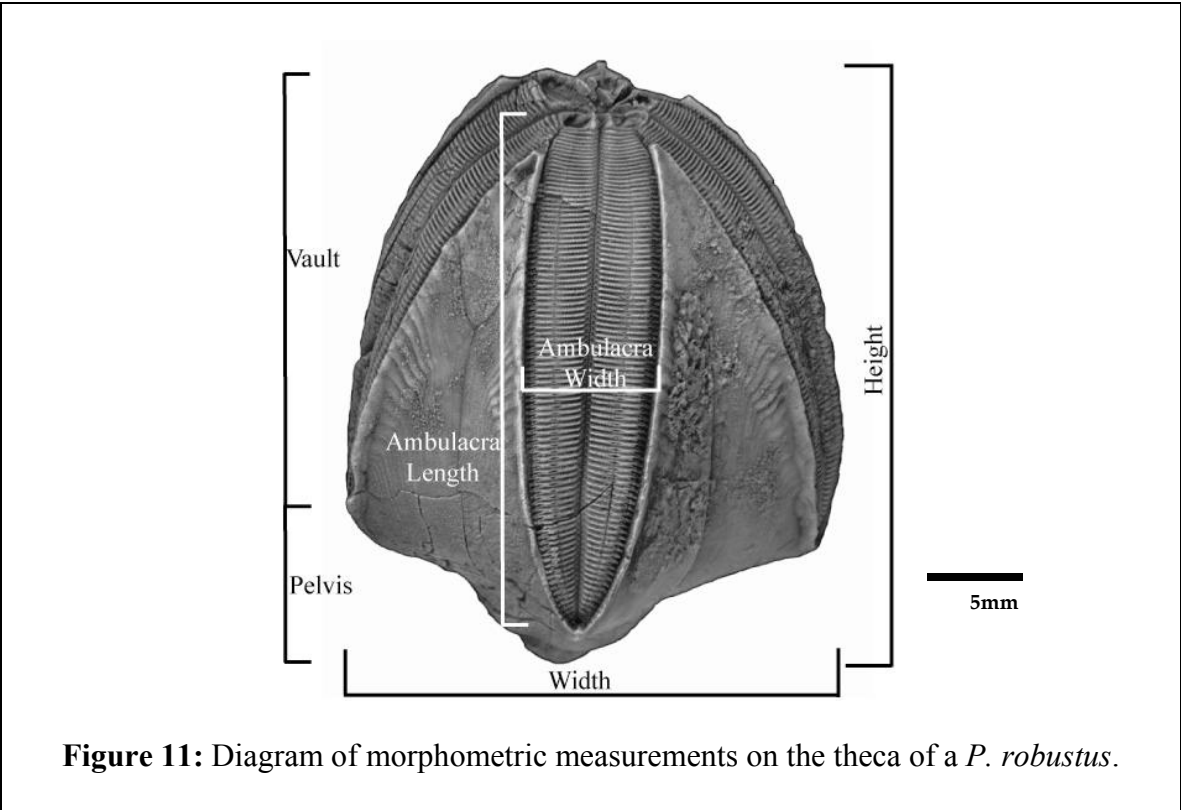 Vault
Height
Ambulacra
Width
Ambulacra
Length
Pelvis
5mm
Width
Figure 11: Diagram of morphometric measurements on the theca of a P. robustus.